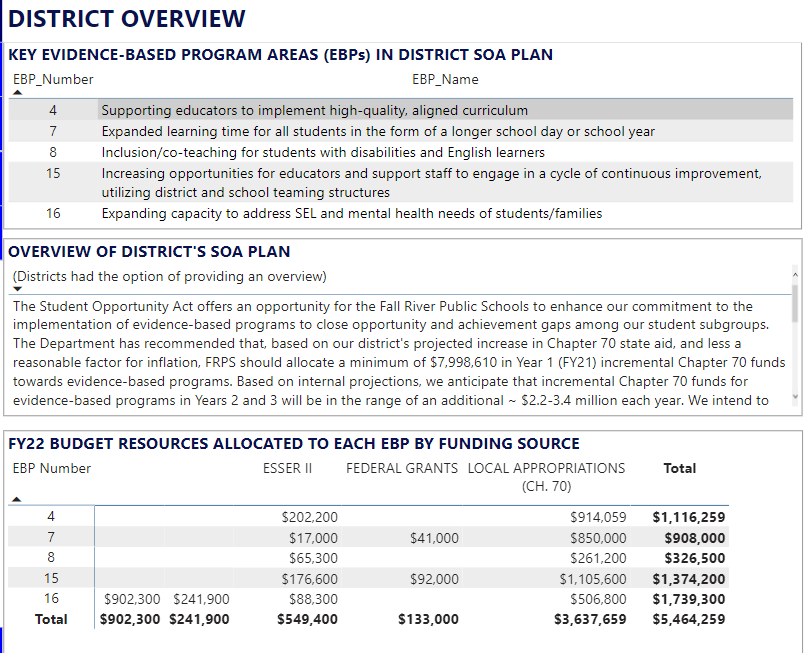 DISTRICT OVERVIEW
KEY EVIDENCE-BASED PROGRAM AREAS (EBPs) IN DISTRICT SOA PLAN
EBP_Number EBP_Name
4 Supporting educators to implement high-quality, aligned curriculum
7 Expanded learning time for all students in the form of a longer school day or school year
8 Inclusion/co-teaching for students with disabilities and English learners
15 Increasing opportunities for educators and support staff to engage in a cycle of continuous improvement,
utilizing district and school teaming structures
16 Expanding capacity to address SEL and mental health needs of students/families
OVERVIEW OF DISTRICT'S SOA PLAN
(Districts had the option of providing an overview)
The Student Opportunity Act offers an opportunity for the Fall River Public Schools to enhance our commitment to the
implementation of evidence-based programs to close opportunity and achievement gaps among our student subgroups.
The Department has recommended that, based on our district's projected increase in Chapter 70 state aid, and less a
reasonable factor for inflation, FRPS should allocate a minimum of $7,998,610 in Year 1 (FY21) incremental Chapter 70 funds
towards evidence-based programs. Based on internal projections, we anticipate that incremental Chapter 70 funds for
evidence-based programs in Years 2 and 3 will be in the range of an additional ~ $2.2-3.4 million each year. We intend to
FY22 BUDGET RESOURCES ALLOCATED TO EACH EBP BY FUNDING SOURCE
EBP Number ESSER II FEDERAL GRANTS LOCAL APPROPRIATIONS Total
(CH. 70)
4 $202,200 $914,059 $1,116,259
7 $17,000 $41,000 $850,000 $908,000
8 $65,300 $261,200 $326,500
15 $176,600 $92,000 $1,105,600 $1,374,200
16 $902,300 $241,900 $88,300 $506,800 $1,739,300
Total $902,300 $241,900 $549,400 $133,000 $3,637,659 $5,464,259